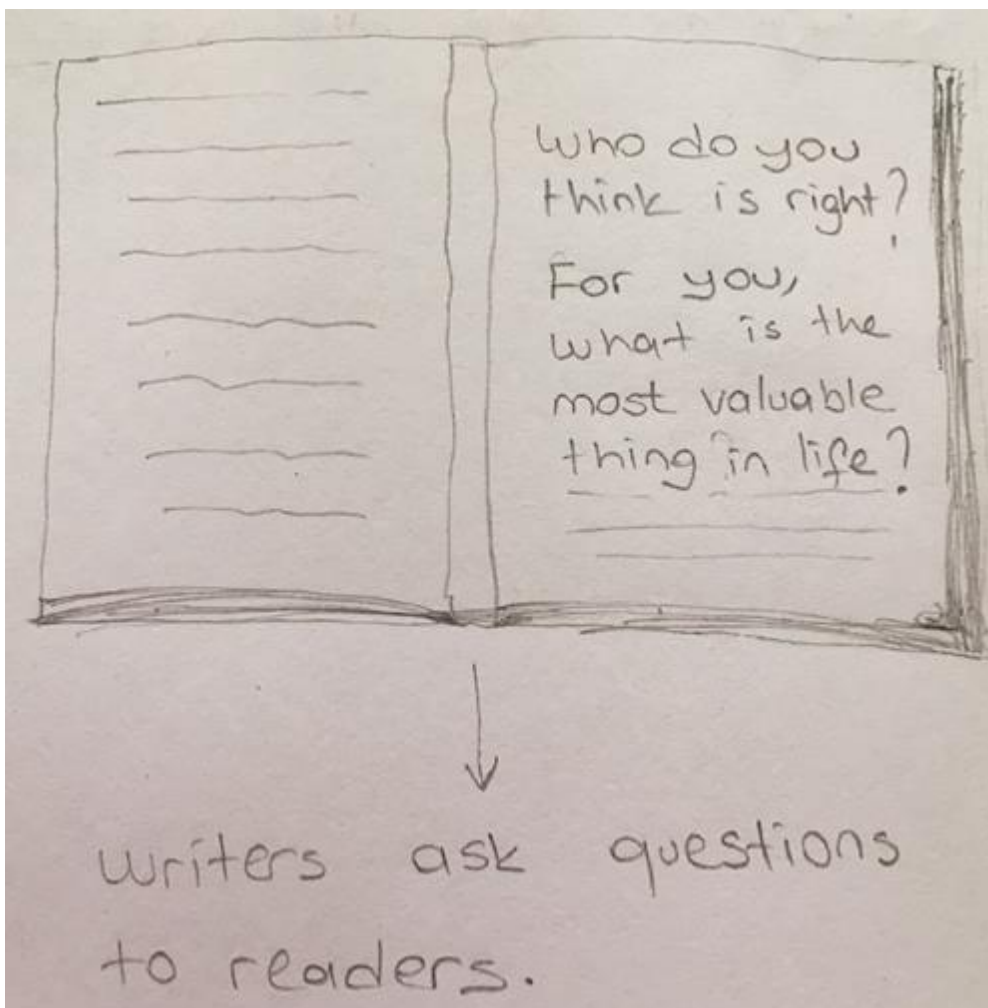 Who do you
think is right?
For you,
what is the
most valuable
thing in life?
writers ask questions
to readers.